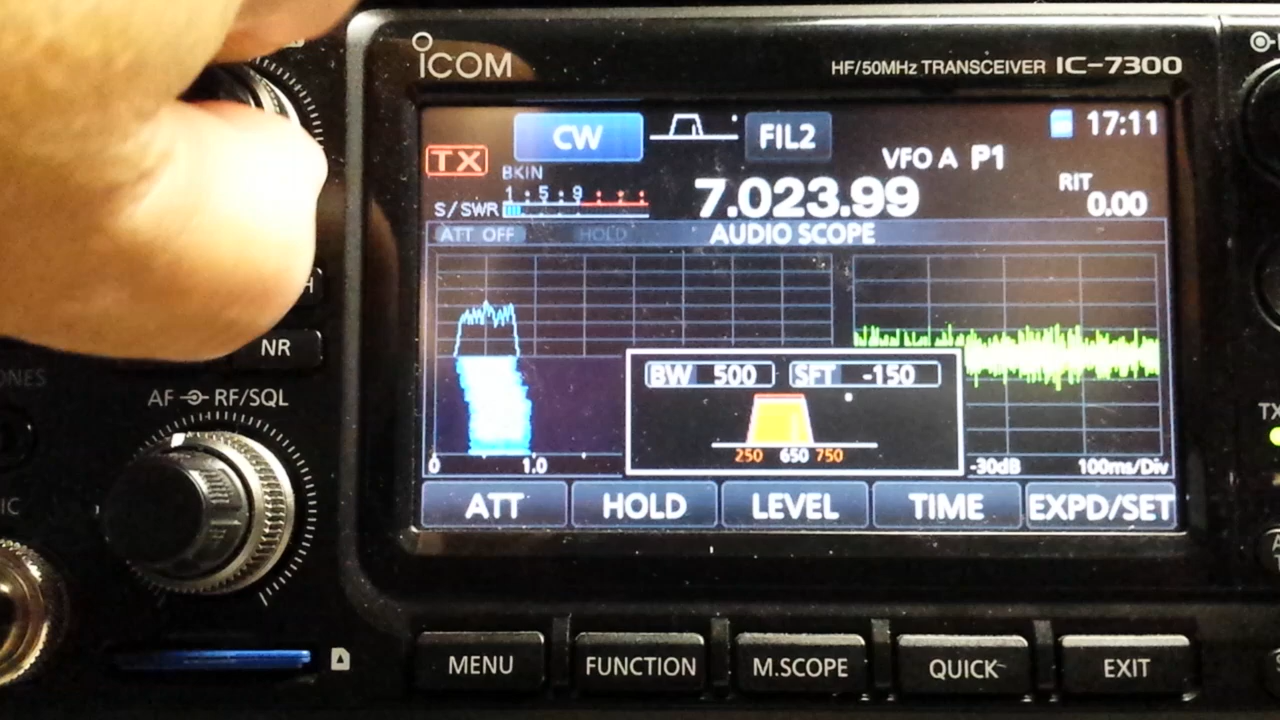 ICOM
HF/50MHz TRANSCEIVER IC-7300
CW FIL2 17:11
TX BKIN VFO A P1
1 · 5 · 9 7.023.99 RIT
S/SWR 0.00
ATT OFF HOLD AUDIO SCOPE
NR
BW 500 SFT -150
AF RF/SQL
250 650 750
0 1.0 -30dB 100ms/Div
ATT HOLD LEVEL TIME EXPD/SET
MENU FUNCTION M.SCOPE QUICK EXIT